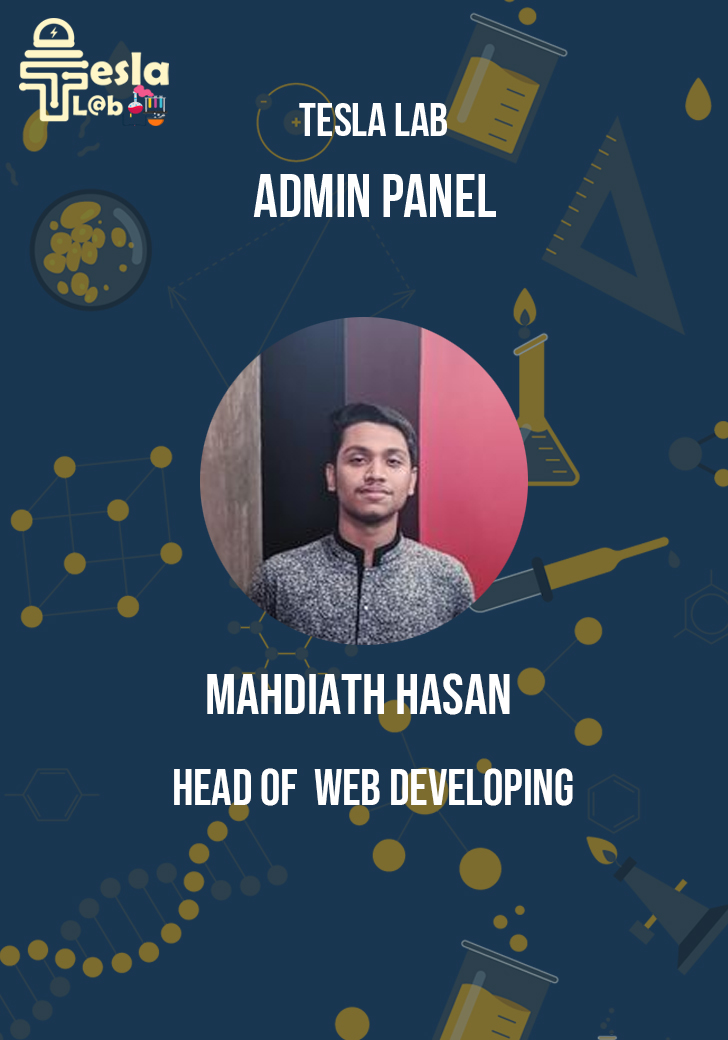 Tesla
L@b
TESLA LAB
ADMIN PANEL
MAHDIATH HASAN
HEAD OF WEB DEVELOPING